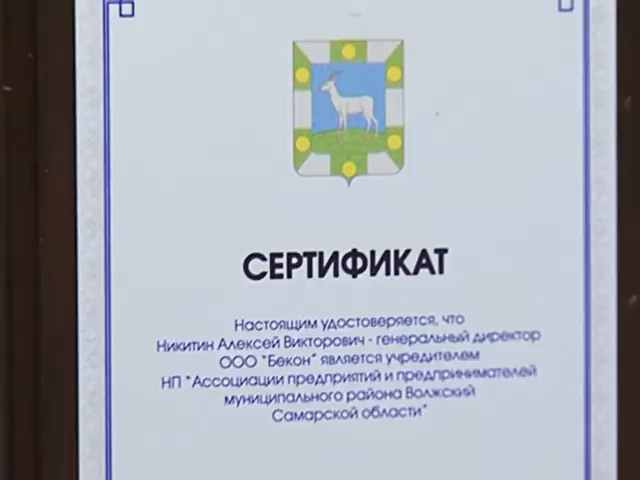 СЕРТИФИКАТ
Настоящим удостоверяется, что
Никитин Алексей Викторович - генеральный директор
ООО "Бекон" является учредителем
НП "Ассоциации предприятий и предпринимателей
муниципального района Волжский
Самарской области"